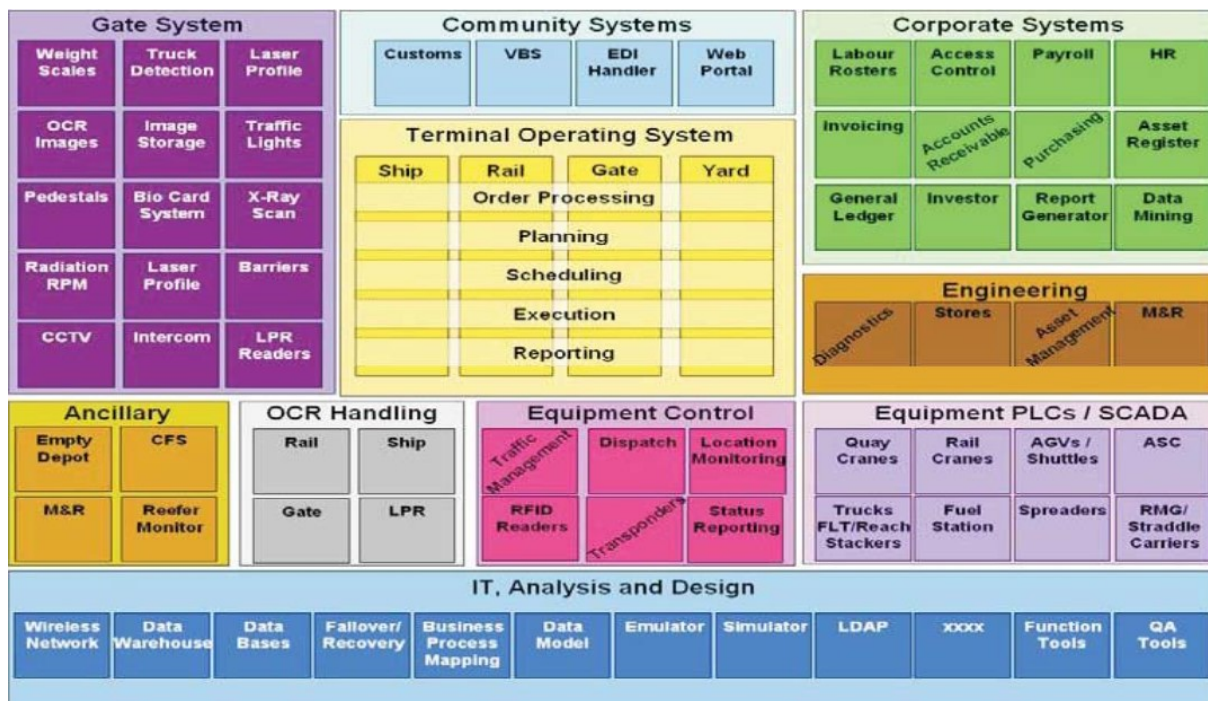 Gate System
Weight
Scales
Truck
Detection
Laser
Profile
OCR
Images
Image
Storage
Traffic
Lights
Pedestals
Bio Card
System
X-Ray
Scan
Radiation
RPM
Laser
Profile
Barriers
CCTV
Intercom
LPR
Readers
Community Systems
Customs
VBS
EDI
Handler
Web
Portal
Terminal Operating System
Ship
Rail
Gate
Yard
Order Processing
Planning
Scheduling
Execution
Reporting
Corporate Systems
Labour
Rosters
Access
Control
Payroll
HR
Invoicing
Accounts
Receivable
Purchasing
Asset
Register
General
Ledger
Investor
Report
Generator
Data
Mining
Engineering
Diagnostics
Stores
Asset
Management
M&R
Ancillary
Empty
Depot
CFS
M&R
Reefer
Monitor
OCR Handling
Rail
Ship
Gate
LPR
Equipment Control
Traffic
Management
Dispatch
Location
Monitoring
RFID
Readers
Transponders
Status
Reporting
Equipment PLCs / SCADA
Quay
Cranes
Rail
Cranes
AGVs /
Shuttles
ASC
Trucks
FLT/Reach
Stackers
Fuel
Station
Spreaders
RMG/
Straddle
Carriers
IT, Analysis and Design
Wireless
Network
Data
Warehouse
Data
Bases
Failover/
Recovery
Business
Process
Mapping
Data
Model
Emulator
Simulator
LDAP
xxxx
Function
Tools
QA
Tools